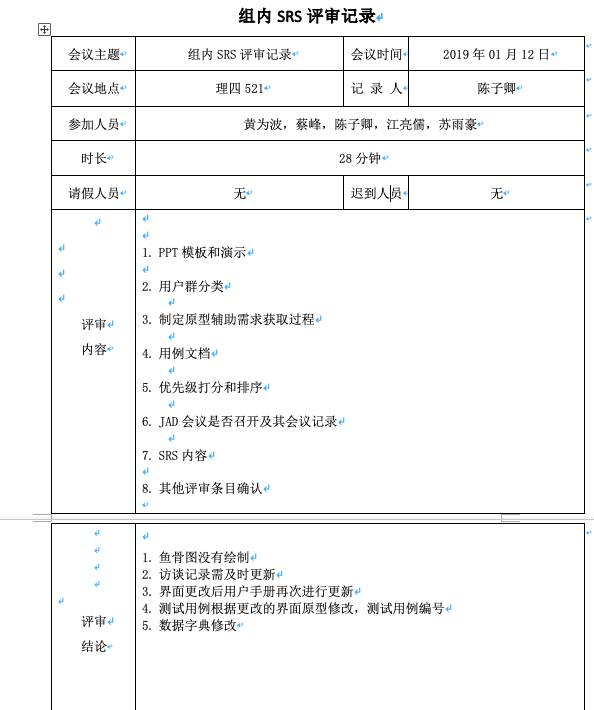 组内 SRS 评审记录
会议主题 组内 SRS 评审记录 会议时间 2019 年 01 月 12 日
会议地点 理四 521 记 录 人 陈子卿
参加人员 黄为波，蔡峰，陈子卿，江亮儒，苏雨豪
时长 28 分钟
请假人员 无 迟到人员 无
评审
内容
1. PPT 模板和演示
2. 用户群分类
3. 制定原型辅助需求获取过程
4. 用例文档
5. 优先级打分和排序
6. JAD 会议是否召开及其会议记录
7. SRS 内容
8. 其他评审条目确认
评审
结论
1. 鱼骨图没有绘制
2. 访谈记录需及时更新
3. 界面更改后用户手册再次进行更新
4. 测试用例根据更改的界面原型修改，测试用例编号
5. 数据字典修改